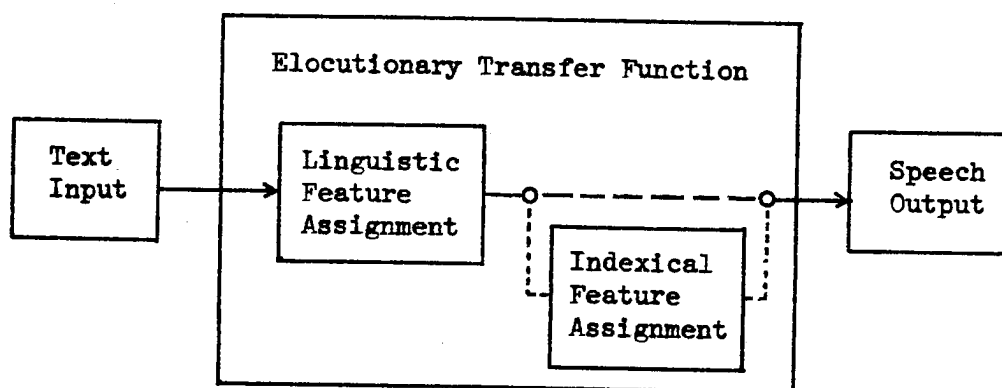 Elocutionary Transfer Function
Text
Input
Linguistic
Feature
Assignment
Indexical
Feature
Assignment
Speech
Output